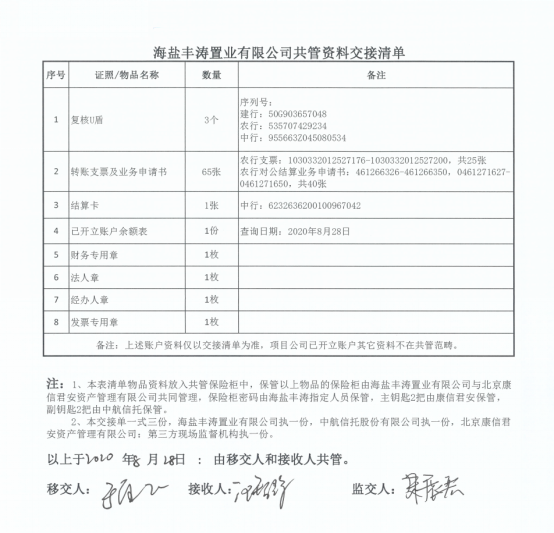 海盐丰涛置业有限公司共管资料交接清单
序号 证照/物品名称 数量 备注
1 复核U盾 3个 序列号:
建行: 50G903657048
农行: 535707429234
中行: 955663Z045080534
2 转账支票及业务申请书 65张 农行支票: 1030332012527176-1030332012527200, 共25张
农行对公结算业务申请书: 461266326-461266350, 0461271627-
0461271650, 共40张
3 结算卡 1张 中行: 6232636200100967042
4 已开立账户余额表 1份 查询日期: 2020年8月28日
5 财务专用章 1枚
6 法人章 1枚
7 经办人章 1枚
8 发票专用章 1枚
备注: 上述账户资料仅以交接清单为准, 项目公司已开立账户其它资料不在共管范畴。
注: 1、本表清单物品资料放入共管保险柜中, 保管以上物品的保险柜由海盐丰涛置业有限公司与北京康
信君安资产管理有限公司共同管理, 保险柜密码由海盐丰涛指定人员保管, 主钥匙2把由康信君安保管,
副钥匙2把由中航信托保管。
2、本交接单一式三份, 海盐丰涛置业有限公司执一份, 中航信托股份有限公司执一份, 北京康信君
安资产管理有限公司: 第三方现场监督机构执一份。
以上于2020 年8 月28日 : 由移交人和接收人共管。
移交人: 接收人: 监交人: